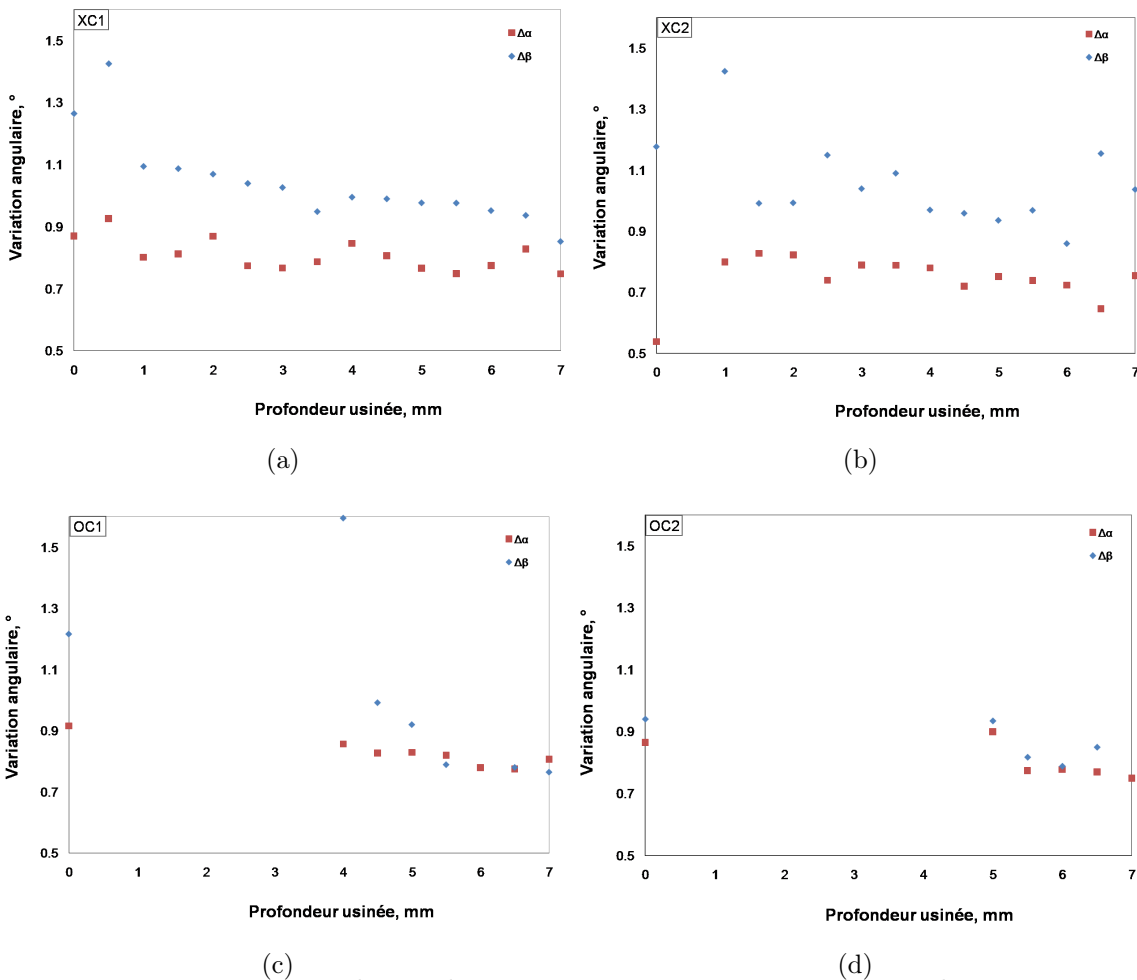 XC1
Δα
Δβ
Variation angulaire, °
1.5
1.3
1.1
0.9
0.7
0.5
0 1 2 3 4 5 6 7
Profondeur usinée, mm
(a)
XC2
Δα
Δβ
Variation angulaire, °
1.5
1.3
1.1
0.9
0.7
0.5
0 1 2 3 4 5 6 7
Profondeur usinée, mm
(b)
OC1
Δα
Δβ
Variation angulaire, °
1.5
1.3
1.1
0.9
0.7
0.5
0 1 2 3 4 5 6 7
Profondeur usinée, mm
(c)
OC2
Δα
Δβ
Variation angulaire, °
1.5
1.3
1.1
0.9
0.7
0.5
0 1 2 3 4 5 6 7
Profondeur usinée, mm
(d)